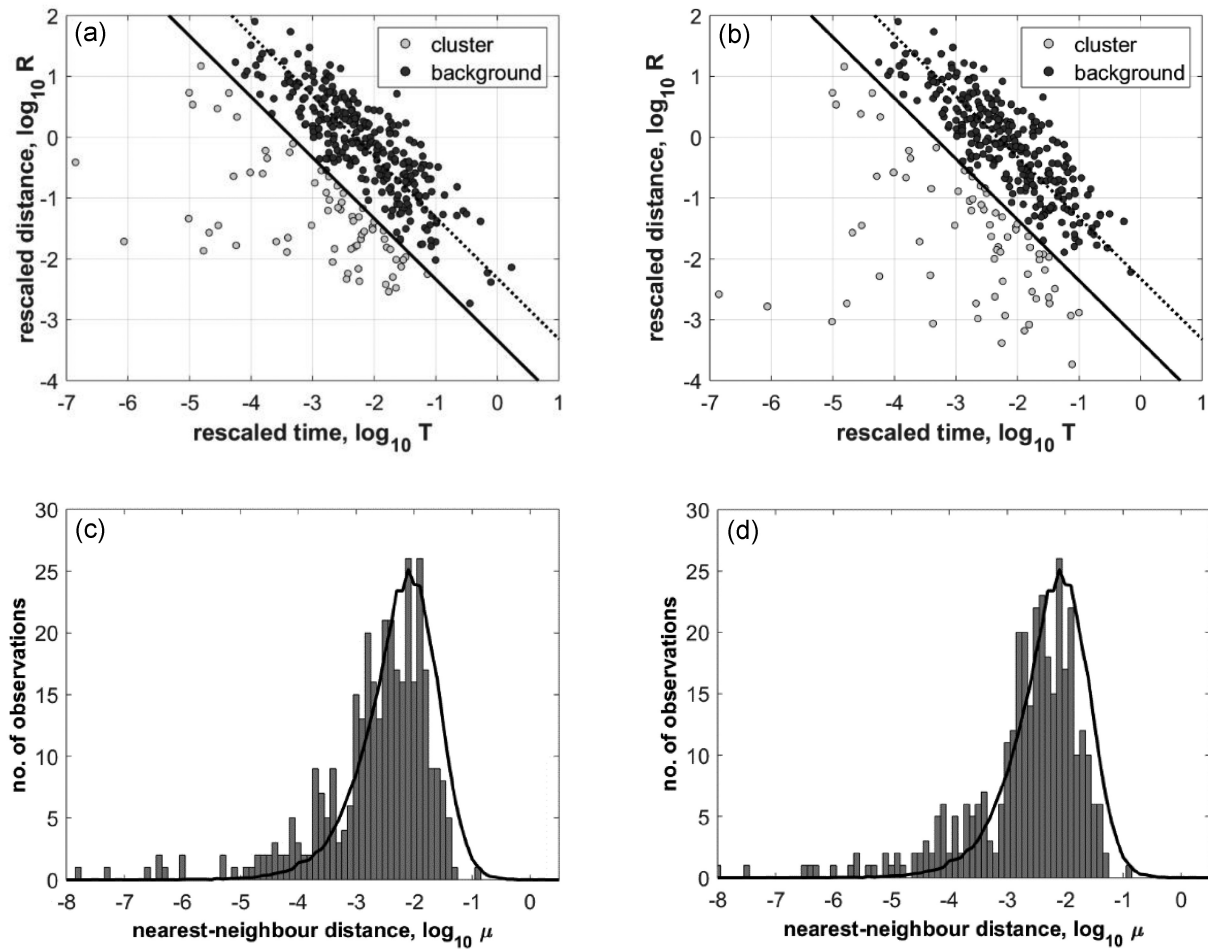 (a)
cluster
background
rescaled distance, log10 R
2
1
0
-1
-2
-3
-4
-7 -6 -5 -4 -3 -2 -1 0 1
rescaled time, log10 T
(b)
cluster
background
rescaled distance, log10 R
2
1
0
-1
-2
-3
-4
-7 -6 -5 -4 -3 -2 -1 0 1
rescaled time, log10 T
(c)
no. of observations
30
25
20
15
10
5
0
-8 -7 -6 -5 -4 -3 -2 -1 0
nearest-neighbour distance, log10 μ
(d)
no. of observations
30
25
20
15
10
5
0
-8 -7 -6 -5 -4 -3 -2 -1 0
nearest-neighbour distance, log10 μ